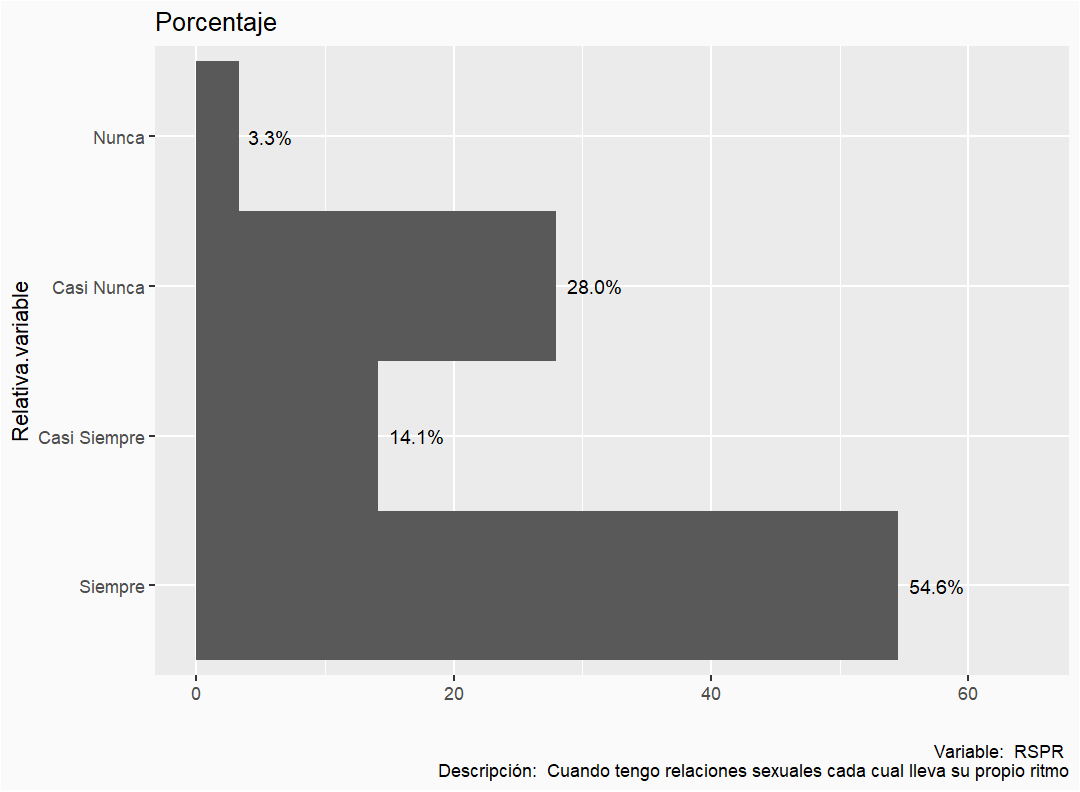 Porcentaje
Relativa.variable
Nunca
3.3%
Casi Nunca
28.0%
Casi Siempre
14.1%
Siempre
54.6%
0 20 40 60
Variable: RSPR
Descripción: Cuando tengo relaciones sexuales cada cual lleva su propio ritmo